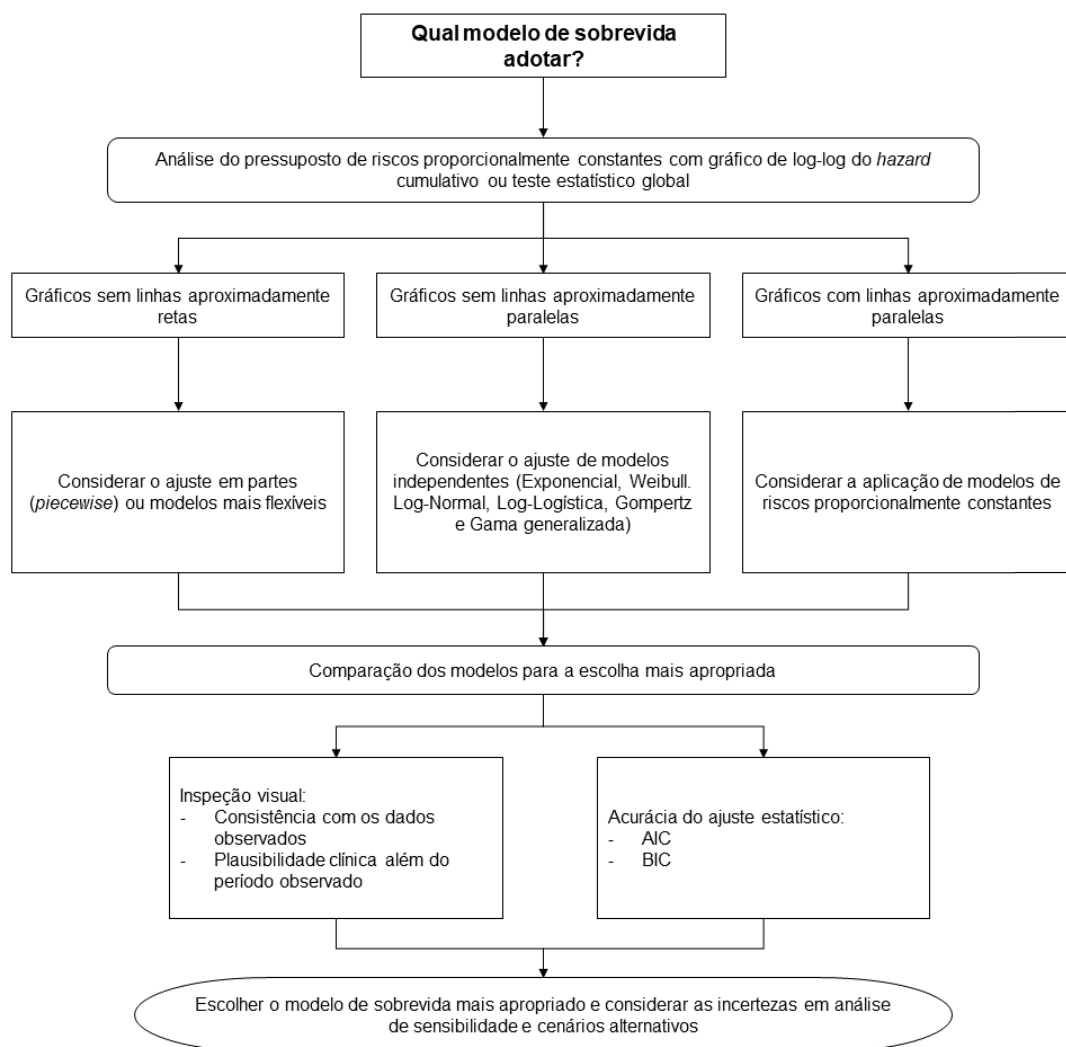 Qual modelo de sobrevida
adotar?
Análise do pressuposto de riscos proporcionalmente constantes com gráfico de log-log do hazard
cumulativo ou teste estatístico global
Gráficos sem linhas aproximadamente
retas
Gráficos sem linhas aproximadamente
paralelas
Gráficos com linhas aproximadamente
paralelas
Considerar o ajuste em partes
(piecewise) ou modelos mais flexíveis
Considerar o ajuste de modelos
independentes (Exponencial, Weibull.
Log-Normal, Log-Logística, Gompertz
e Gama generalizada)
Considerar a aplicação de modelos de
riscos proporcionalmente constantes
Comparação dos modelos para a escolha mais apropriada
Inspeção visual:
- Consistência com os dados
observados
- Plausibilidade clínica além do
período observado
Acurácia do ajuste estatístico:
- AIC
- BIC
Escolher o modelo de sobrevida mais apropriado e considerar as incertezas em análise
de sensibilidade e cenários alternativos